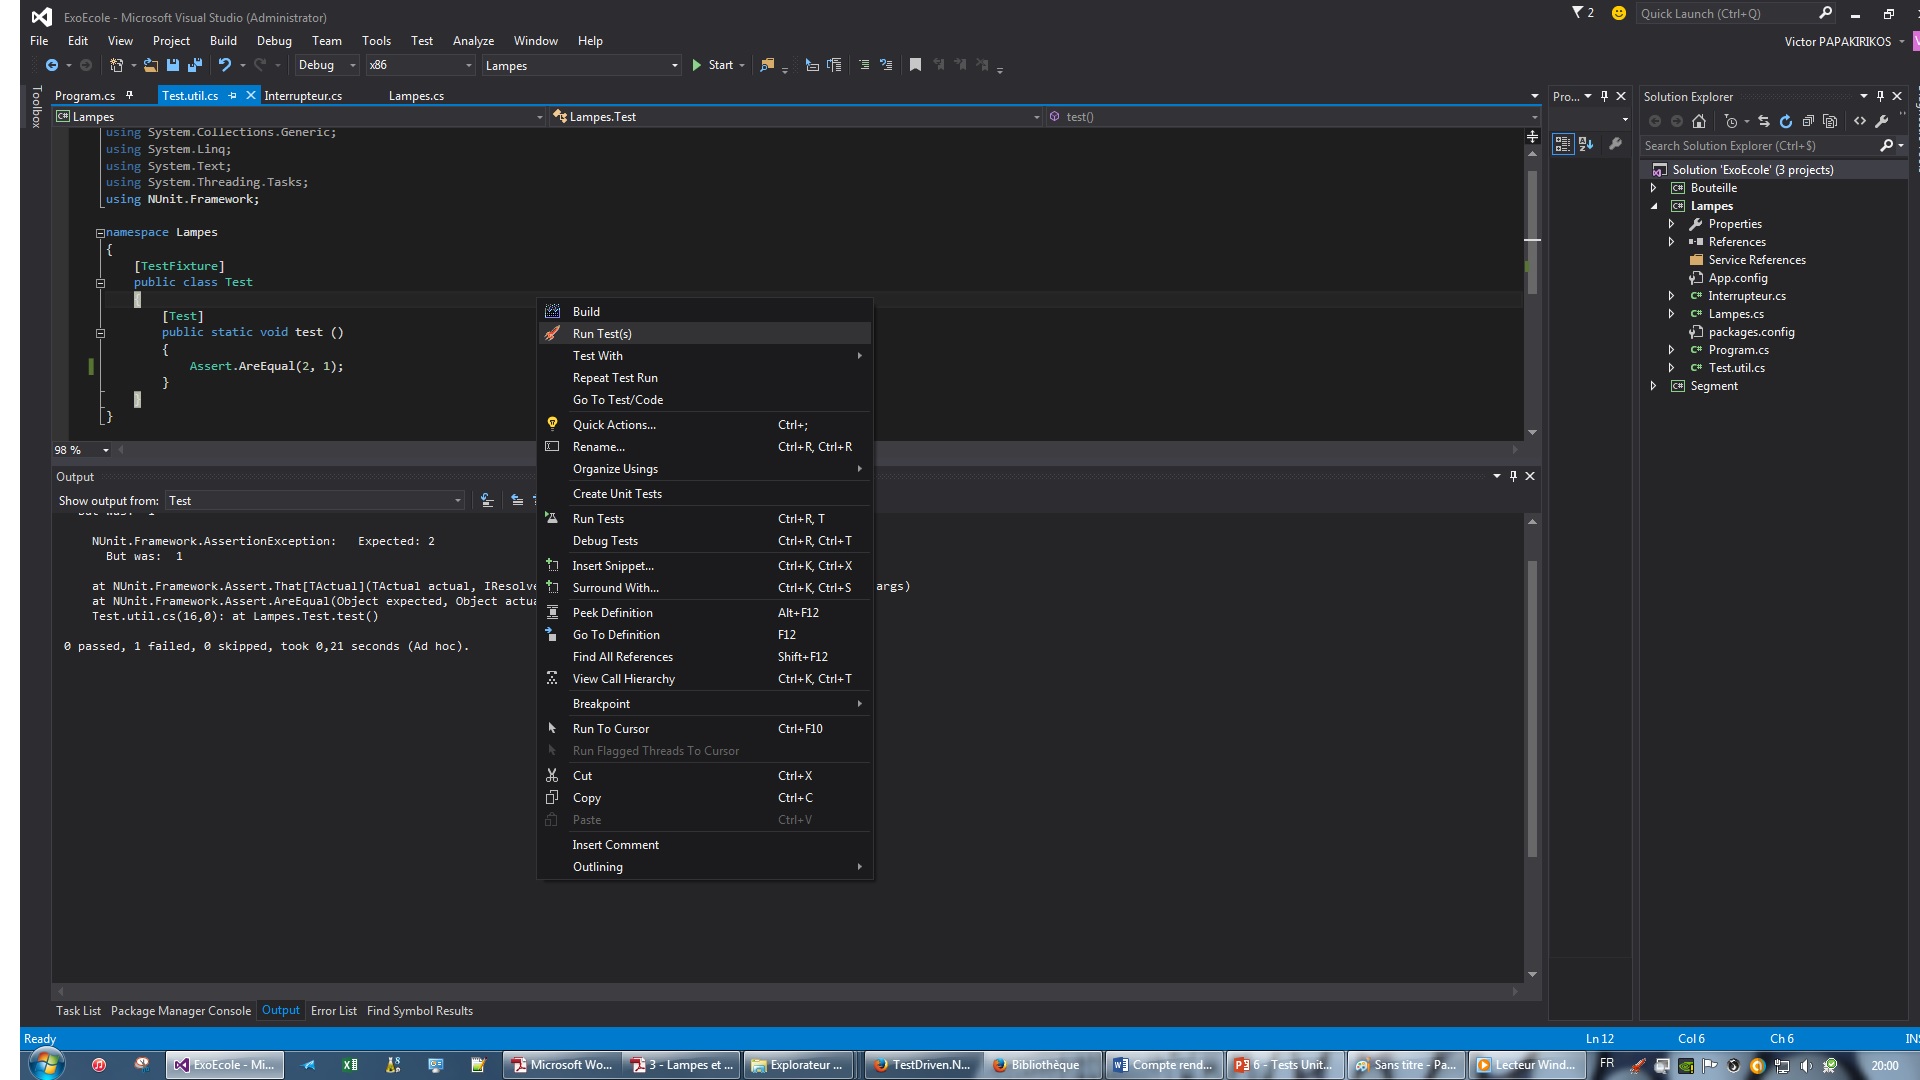 ExoEcole - Microsoft Visual Studio (Administrator)
2
Quick Launch (Ctrl+Q)
File Edit View Project Build Debug Team Tools Test Analyze Window Help
Victor PAPAKIRIKOS
Debug x86 Lampes Start
Toolbox
Program.cs Test.util.cs Interrupteur.cs Lampes.cs
Lampes Lampes.Test test()
using System.Collections.Generic;
using System.Linq;
using System.Text;
using System.Threading.Tasks;
using NUnit.Framework;
namespace Lampes
{
[TestFixture]
public class Test
{
[Test]
public static void test ()
{
Assert.AreEqual(2, 1);
}
}
}
98 %
Build
Run Test(s)
Test With
Repeat Test Run
Go To Test/Code
Quick Actions... Ctrl+;
Rename... Ctrl+R, Ctrl+R
Organize Usings
Create Unit Tests
Run Tests Ctrl+R, T
Debug Tests Ctrl+R, Ctrl+T
Insert Snippet... Ctrl+K, Ctrl+X
Surround With... Ctrl+K, Ctrl+S
Peek Definition Alt+F12
Go To Definition F12
Find All References Shift+F12
View Call Hierarchy Ctrl+K, Ctrl+T
Breakpoint
Run To Cursor Ctrl+F10
Run Flagged Threads To Cursor
Cut Ctrl+X
Copy Ctrl+C
Paste Ctrl+V
Insert Comment
Outlining
Output
Show output from: Test
But was: 1
NUnit.Framework.AssertionException: Expected: 2
But was: 1
at NUnit.Framework.Assert.That[TActual](TActual actual, IResolve args)
at NUnit.Framework.Assert.AreEqual(Object expected, Object actua
Test.util.cs(16,0): at Lampes.Test.test()
0 passed, 1 failed, 0 skipped, took 0,21 seconds (Ad hoc).
Task List Package Manager Console Output Error List Find Symbol Results
Pro...
Solution Explorer
Search Solution Explorer (Ctrl+$)
Solution 'ExoEcole' (3 projects)
Bouteille
Lampes
Properties
References
Service References
App.config
Interrupteur.cs
Lampes.cs
packages.config
Program.cs
Test.util.cs
Segment
Ready Ln 12 Col 6 Ch 6 INS
ExoEcole - Mi... Microsoft Wo... 3 - Lampes et ... Explorateur ... TestDriven.N... Bibliothèque Compte rend... 6 - Tests Unit... Sans titre - Pa... Lecteur Wind... FR 20:00